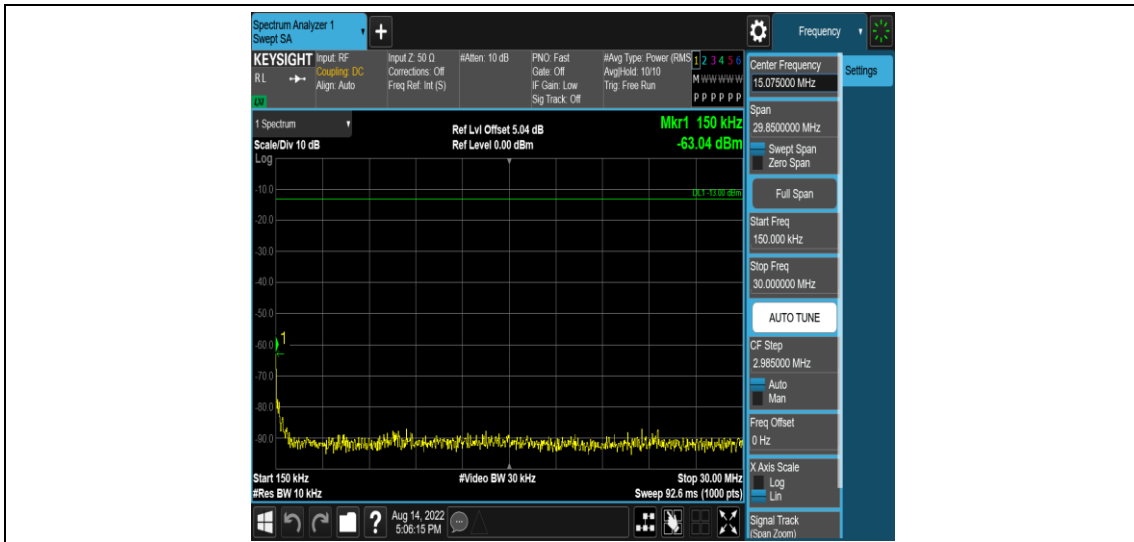 Spectrum Analyzer 1
Swept SA
+
Frequency
KEYSIGHT
RL
Input: RF
Coupling: DC
Align: Auto
Input Z: 50 Ω
Corrections: Off
Freq Ref: Int (S)
#Atten: 10 dB
PNO: Fast
Gate: Off
IF Gain: Low
Sig Track: Off
#Avg Type: Power (RMS
Avg|Hold: 10/10
Trig: Free Run
1 2 3 4 5 6
M W W W W W
P P P P P P
1 Spectrum
Scale/Div 10 dB
Ref Lvl Offset 5.04 dB
Ref Level 0.00 dBm
Mkr1 150 kHz
-63.04 dBm
Log
DL1 -13.00 dBm
-10.0
-20.0
-30.0
-40.0
-50.0
-60.0
-70.0
-80.0
-90.0
1
Start 150 kHz
#Res BW 10 kHz
#Video BW 30 kHz
Stop 30.00 MHz
Sweep 92.6 ms (1000 pts)
?
Aug 14, 2022
5:06:15 PM
Center Frequency
15.075000 MHz
Settings
Span
29.8500000 MHz
Swept Span
Zero Span
Full Span
Start Freq
150.000 kHz
Stop Freq
30.000000 MHz
AUTO TUNE
CF Step
2.985000 MHz
Auto
Man
Freq Offset
0 Hz
X Axis Scale
Log
Lin
Signal Track
(Span Zoom)